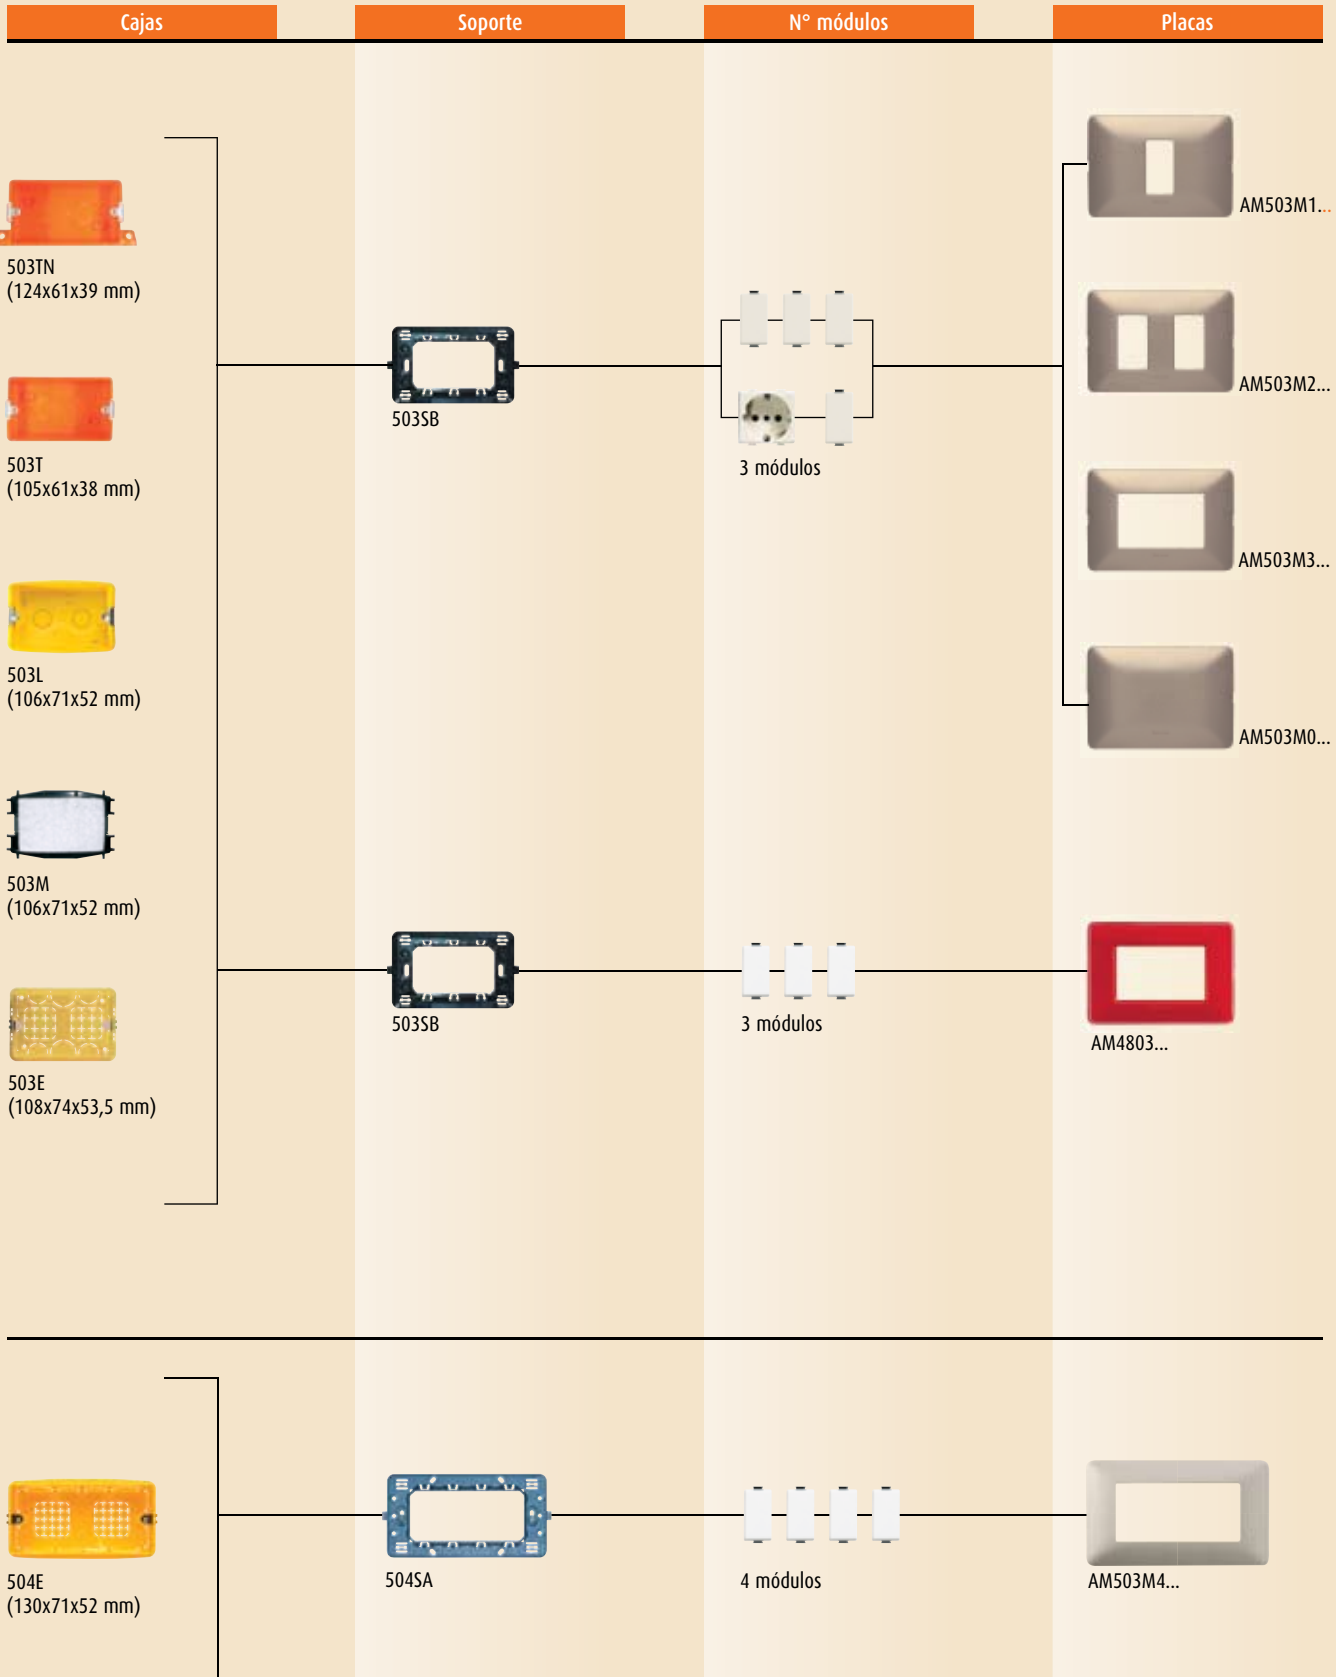 Cajas
Soporte
N° módulos
Placas
503TN
(124x61x39 mm)
503T
(105x61x38 mm)
503L
(106x71x52 mm)
503M
(106x71x52 mm)
503E
(108x74x53,5 mm)
503SB
3 módulos
AM503M1...
AM503M2...
AM503M3...
AM503M0...
503SB
3 módulos
AM4803...
504E
(130x71x52 mm)
504SA
4 módulos
AM503M4...